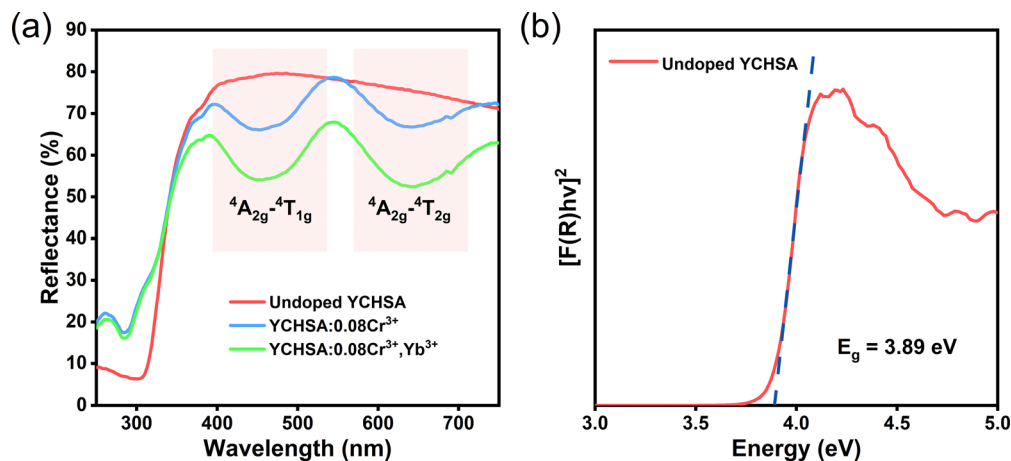 (a)
90
80
70
60
50
40
30
20
10
0
Reflectance (%)
⁴A₂g-⁴T₁g
⁴A₂g-⁴T₂g
Undoped YCHSA
YCHSA:0.08Cr³⁺
YCHSA:0.08Cr³⁺,Yb³⁺
300 400 500 600 700
Wavelength (nm)
(b)
Undoped YCHSA
[F(R)hv]²
E_g = 3.89 eV
3.0 3.5 4.0 4.5 5.0
Energy (eV)